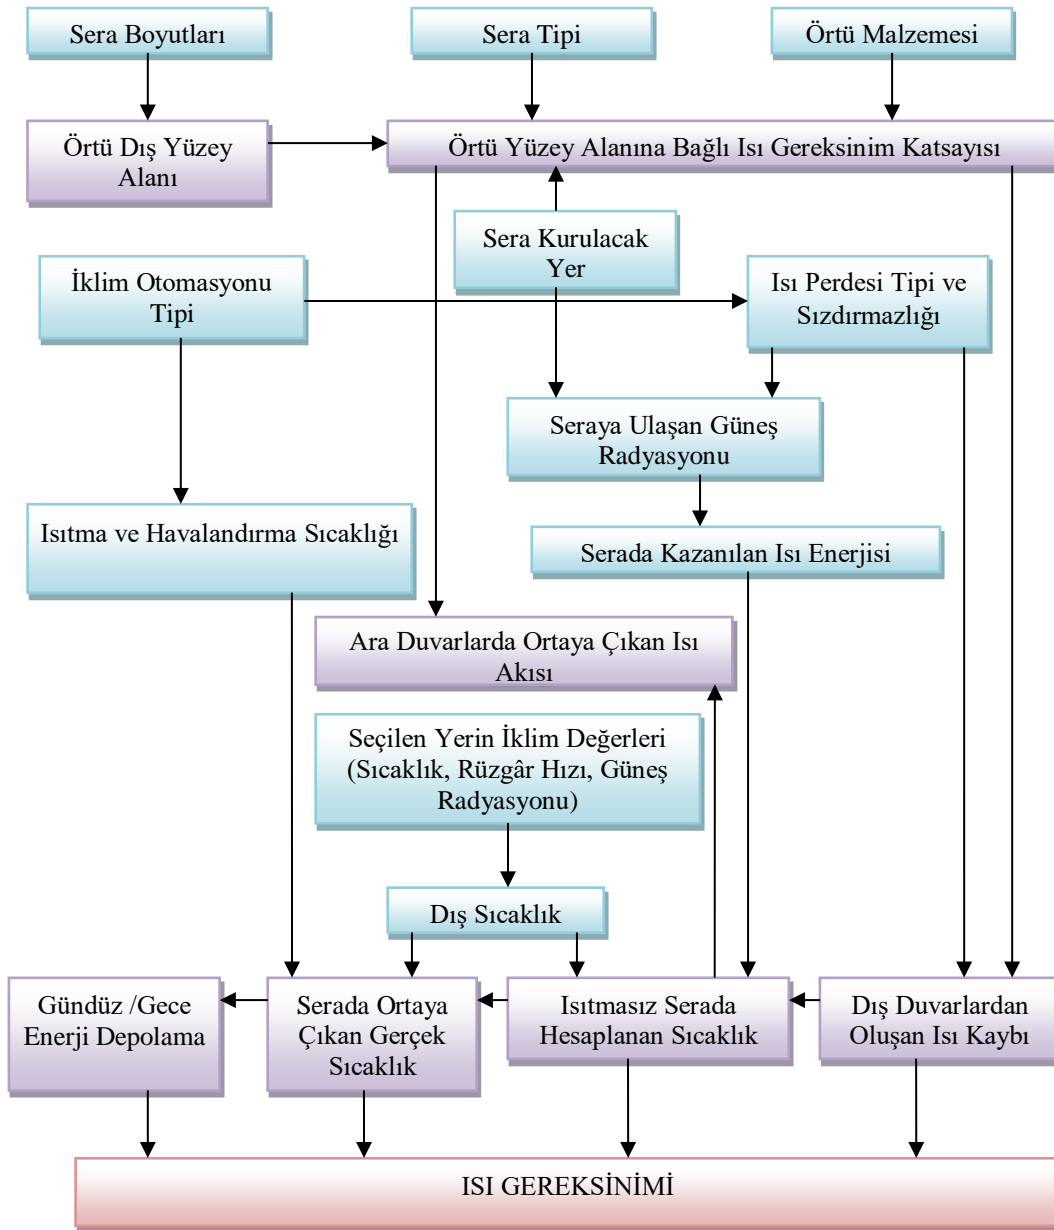 Sera Boyutları
Sera Tipi
Örtü Malzemesi
Örtü Dış Yüzey
Alanı
Örtü Yüzey Alanına Bağlı Isı Gereksinim Katsayısı
Sera Kurulacak
Yer
İklim Otomasyonu
Tipi
Isı Perdesi Tipi ve
Sızdırmazlığı
Seraya Ulaşan Güneş
Radyasyonu
Isıtma ve Havalandırma Sıcaklığı
Serada Kazanılan Isı Enerjisi
Ara Duvarlarda Ortaya Çıkan Isı
Akısı
Seçilen Yerin İklim Değerleri
(Sıcaklık, Rüzgâr Hızı, Güneş
Radyasyonu)
Dış Sıcaklık
Gündüz /Gece
Enerji Depolama
Serada Ortaya
Çıkan Gerçek
Sıcaklık
Isıtmasız Serada
Hesaplanan Sıcaklık
Dış Duvarlardan
Oluşan Isı Kaybı
ISI GEREKSİNİMİ